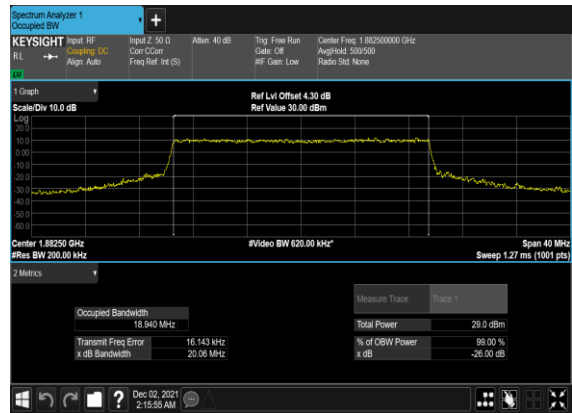 Spectrum Analyzer 1
Occupied BW
+
KEYSIGHT Input: RF Input Z: 50 Ω Atten: 40 dB Trig: Free Run Center Freq: 1.882500000 GHz
RL Coupling: DC Corr CCorr Gate: Off Avg|Hold: 500/500
Align: Auto Freq Ref: Int (S) #IF Gain: Low Radio Std: None
1 Graph
Scale/Div 10.0 dB
Ref Lvl Offset 4.30 dB
Ref Value 30.00 dBm
Log
20.0
10.0
0.00
-10.0
-20.0
-30.0
-40.0
-50.0
-60.0
Center 1.88250 GHz #Video BW 620.00 kHz* Span 40 MHz
#Res BW 200.00 kHz Sweep 1.27 ms (1001 pts)
2 Metrics
Measure Trace Trace 1
Occupied Bandwidth
18.940 MHz Total Power 29.0 dBm
Transmit Freq Error 16.143 kHz % of OBW Power 99.00 %
x dB Bandwidth 20.06 MHz x dB -26.00 dB
? Dec 02, 2021
2:15:55 AM